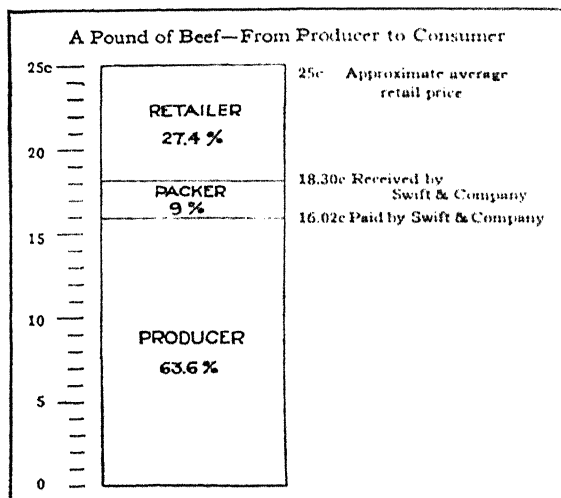 A Pound of Beef—From Producer to Consumer
25c
25c Approximate average
retail price
RETAILER
27.4 %
20
18.30c Received by
Swift & Company
PACKER
9 %
16.02c Paid by Swift & Company
15
10
PRODUCER
63.6 %
5
0